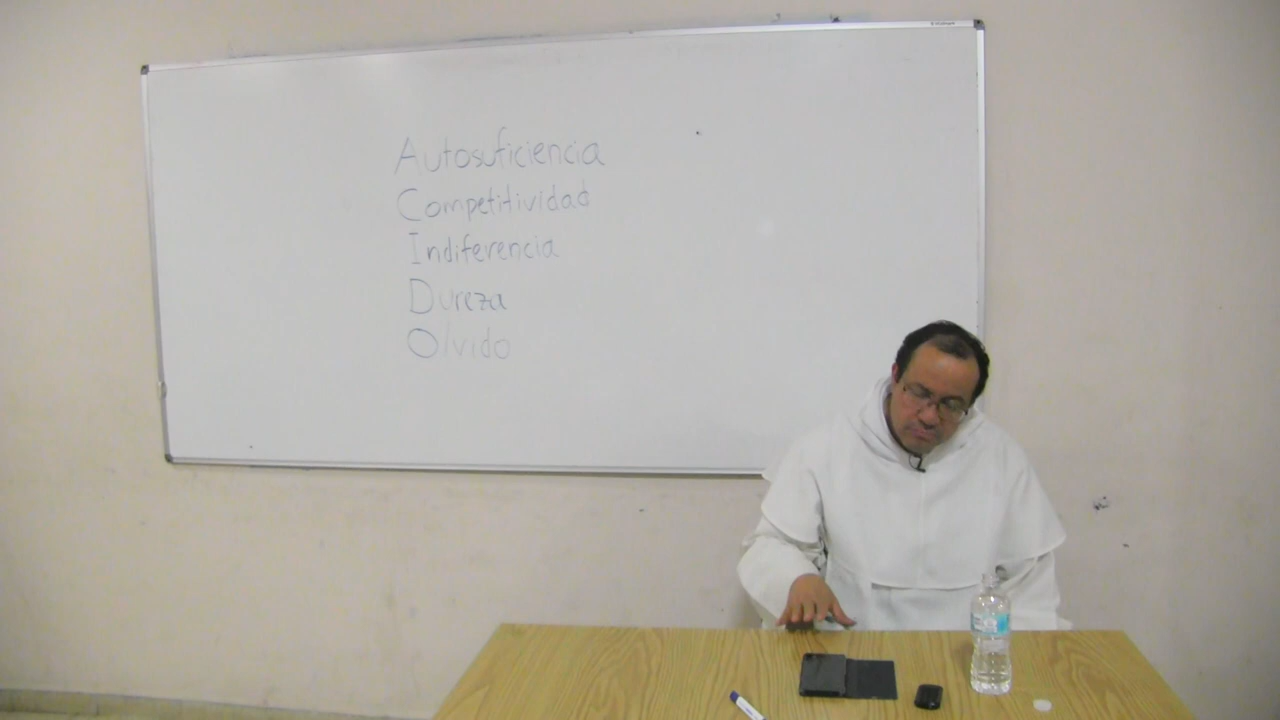 Autosuficiencia
Competitividad
Indiferencia
Dureza
Olvido